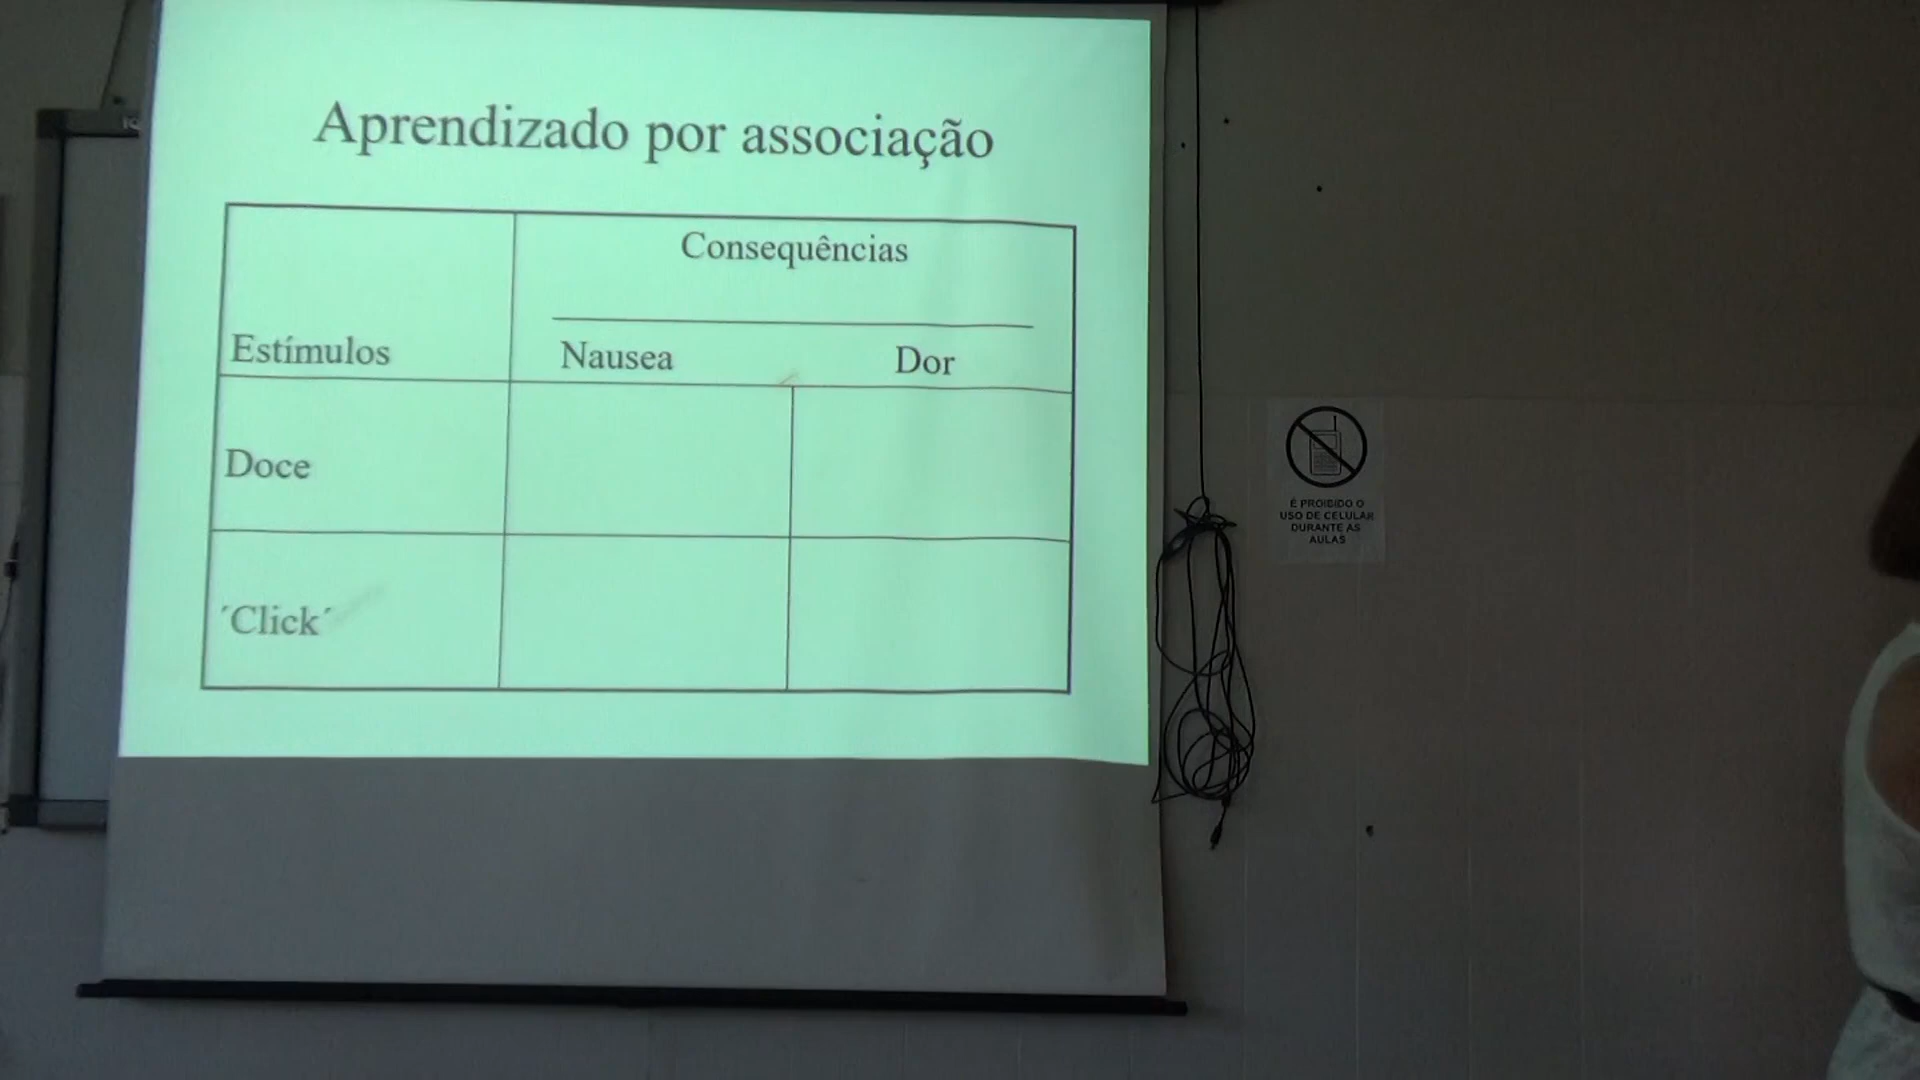 Aprendizado por associação
Consequências
Estímulos
Nausea
Dor
Doce
´Click´
É PROIBIDO O
USO DE CELULAR
DURANTE AS
AULAS